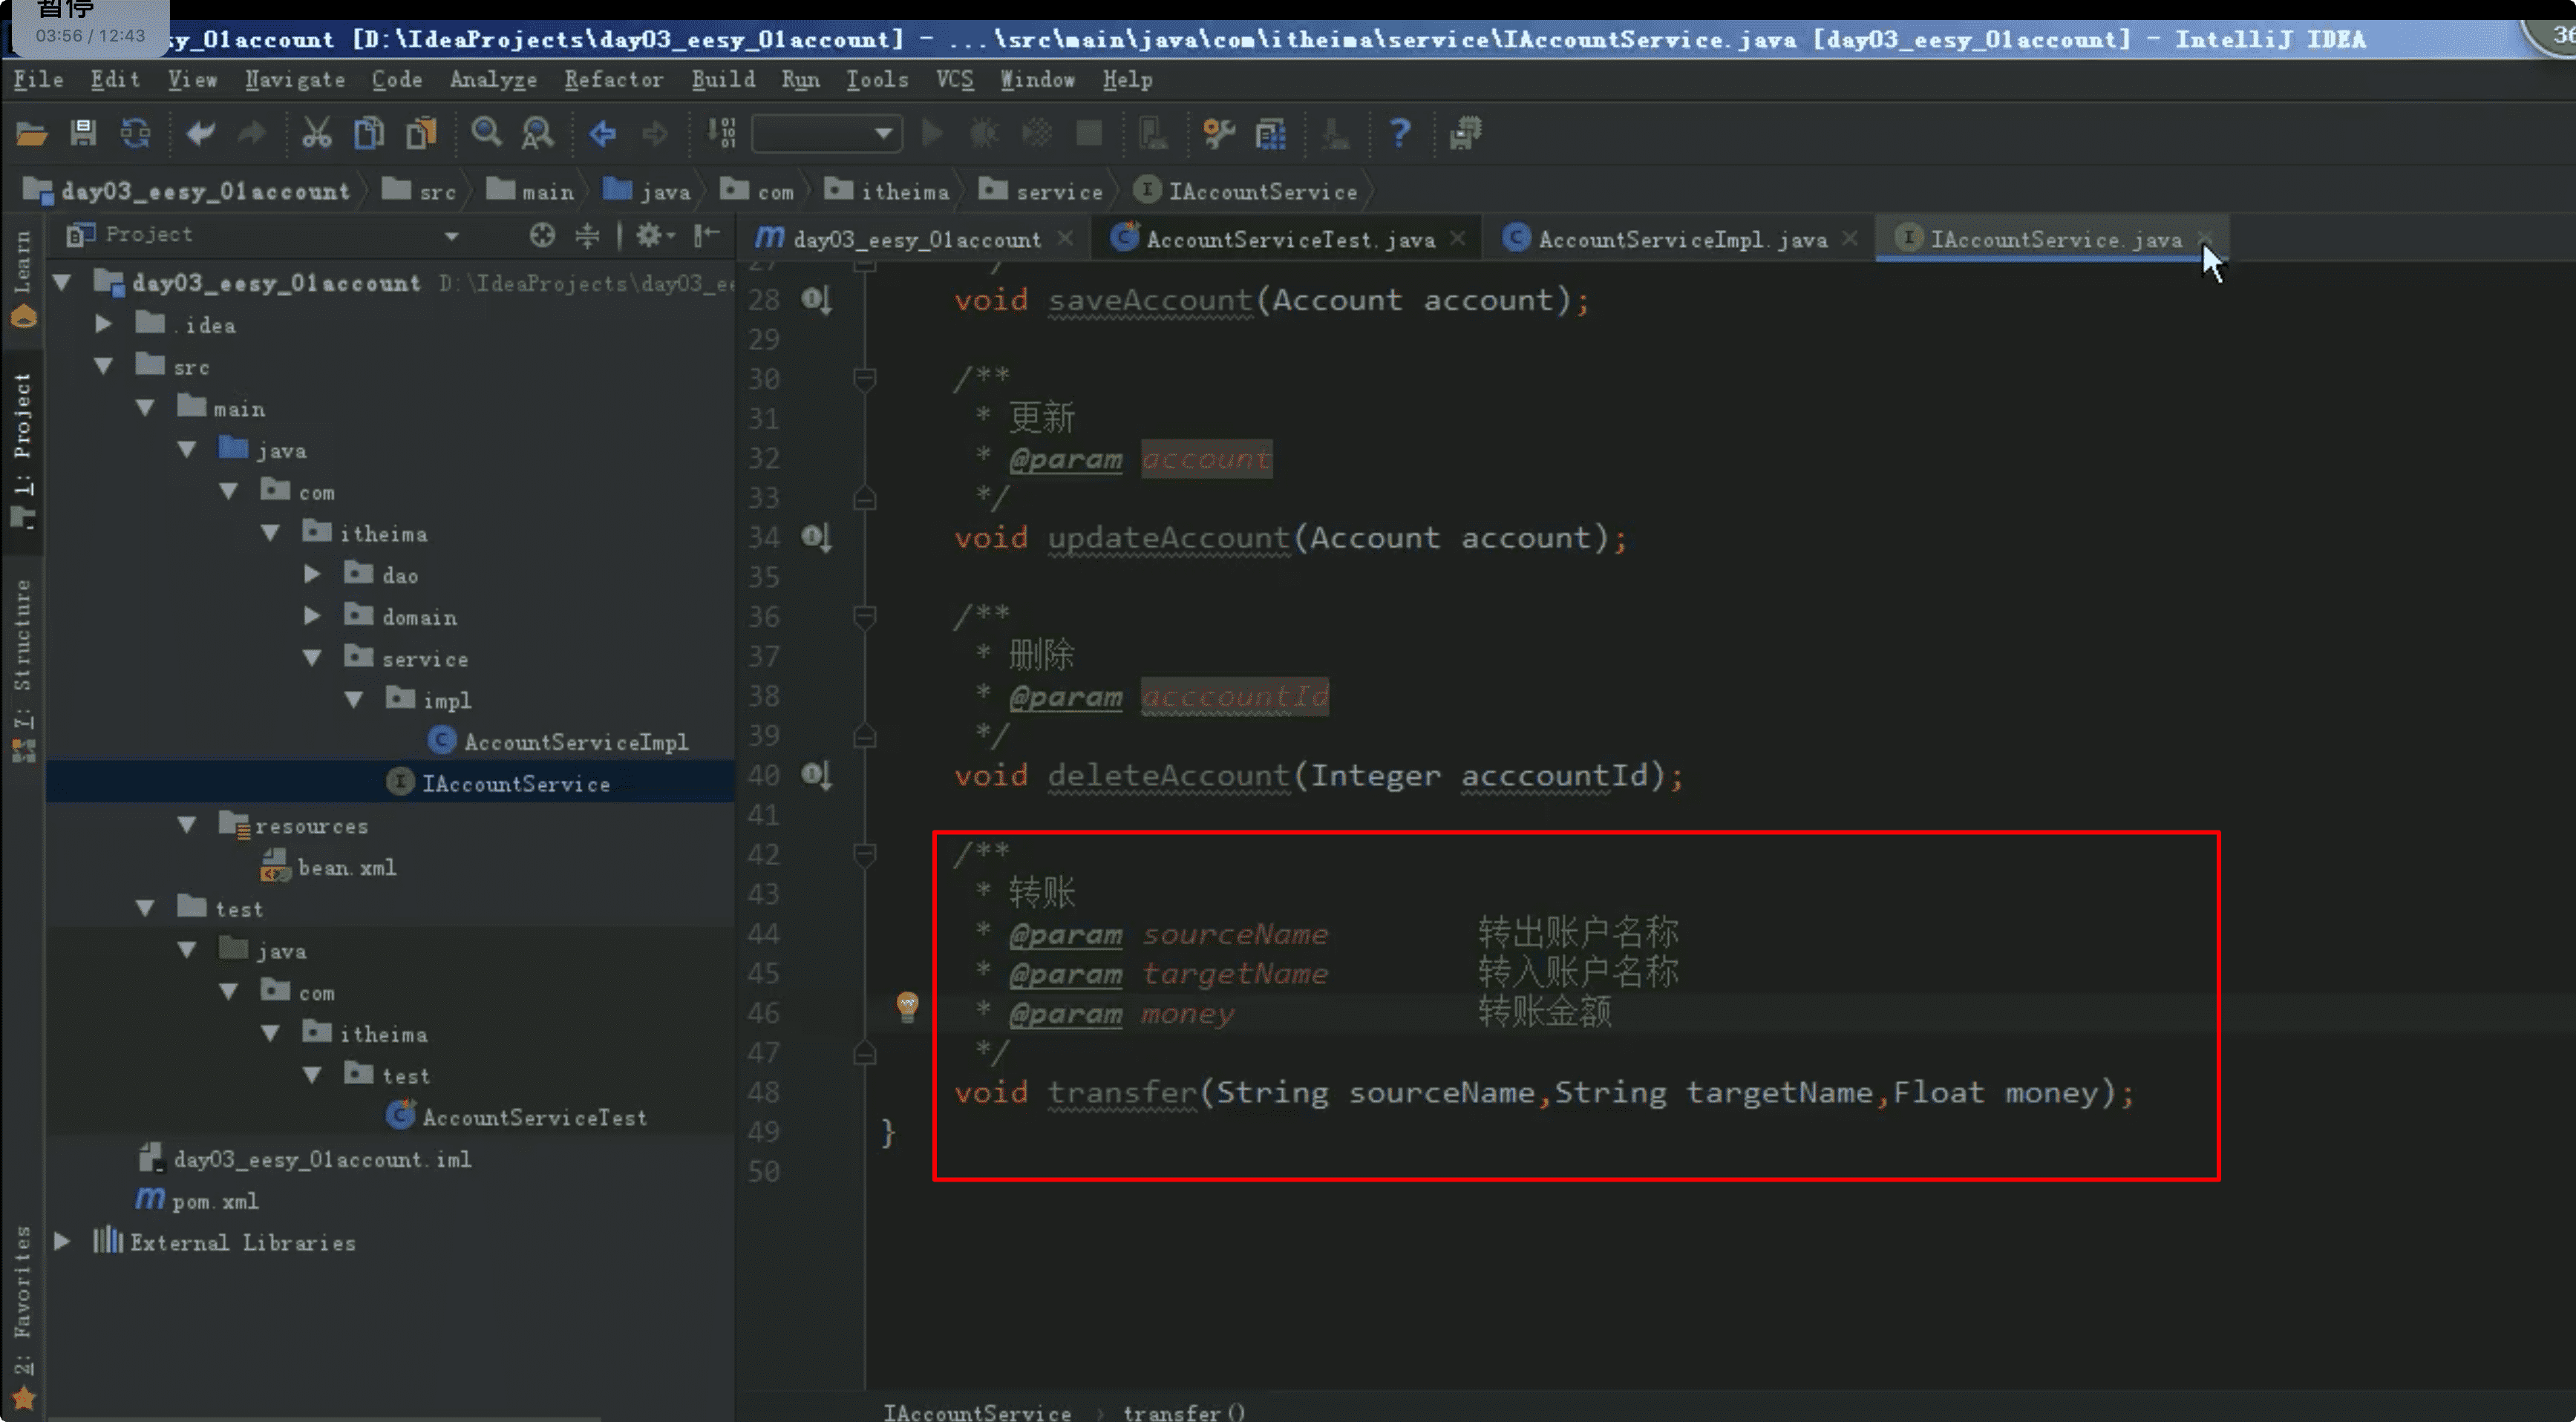 暂停
03:56 / 12:43
y_01account [D:\IdeaProjects\day03_eesy_01account] - ...\src\main\java\com\itheima\service\IAccountService.java [day03_eesy_01account] - IntelliJ IDEA
36
File Edit View Navigate Code Analyze Refactor Build Run Tools VCS Window Help
day03_eesy_01account src main java com itheima service IAccountService
Learn
1: Project
7: Structure
2: Favorites
Project
day03_eesy_01account D:\IdeaProjects\day03_ee
.idea
src
main
java
com
itheima
dao
domain
service
impl
AccountServiceImpl
IAccountService
resources
bean.xml
test
java
com
itheima
test
AccountServiceTest
day03_eesy_01account.iml
pom.xml
External Libraries
day03_eesy_01account AccountServiceTest.java AccountServiceImpl.java IAccountService.java
27 */
28 void saveAccount(Account account);
29
30 /**
31 * 更新
32 * @param account
33 */
34 void updateAccount(Account account);
35
36 /**
37 * 删除
38 * @param acccountId
39 */
40 void deleteAccount(Integer acccountId);
41
42 /**
43 * 转账
44 * @param sourceName 转出账户名称
45 * @param targetName 转入账户名称
46 * @param money 转账金额
47 */
48 void transfer(String sourceName,String targetName,Float money);
49 }
50
IAccountService › transfer()